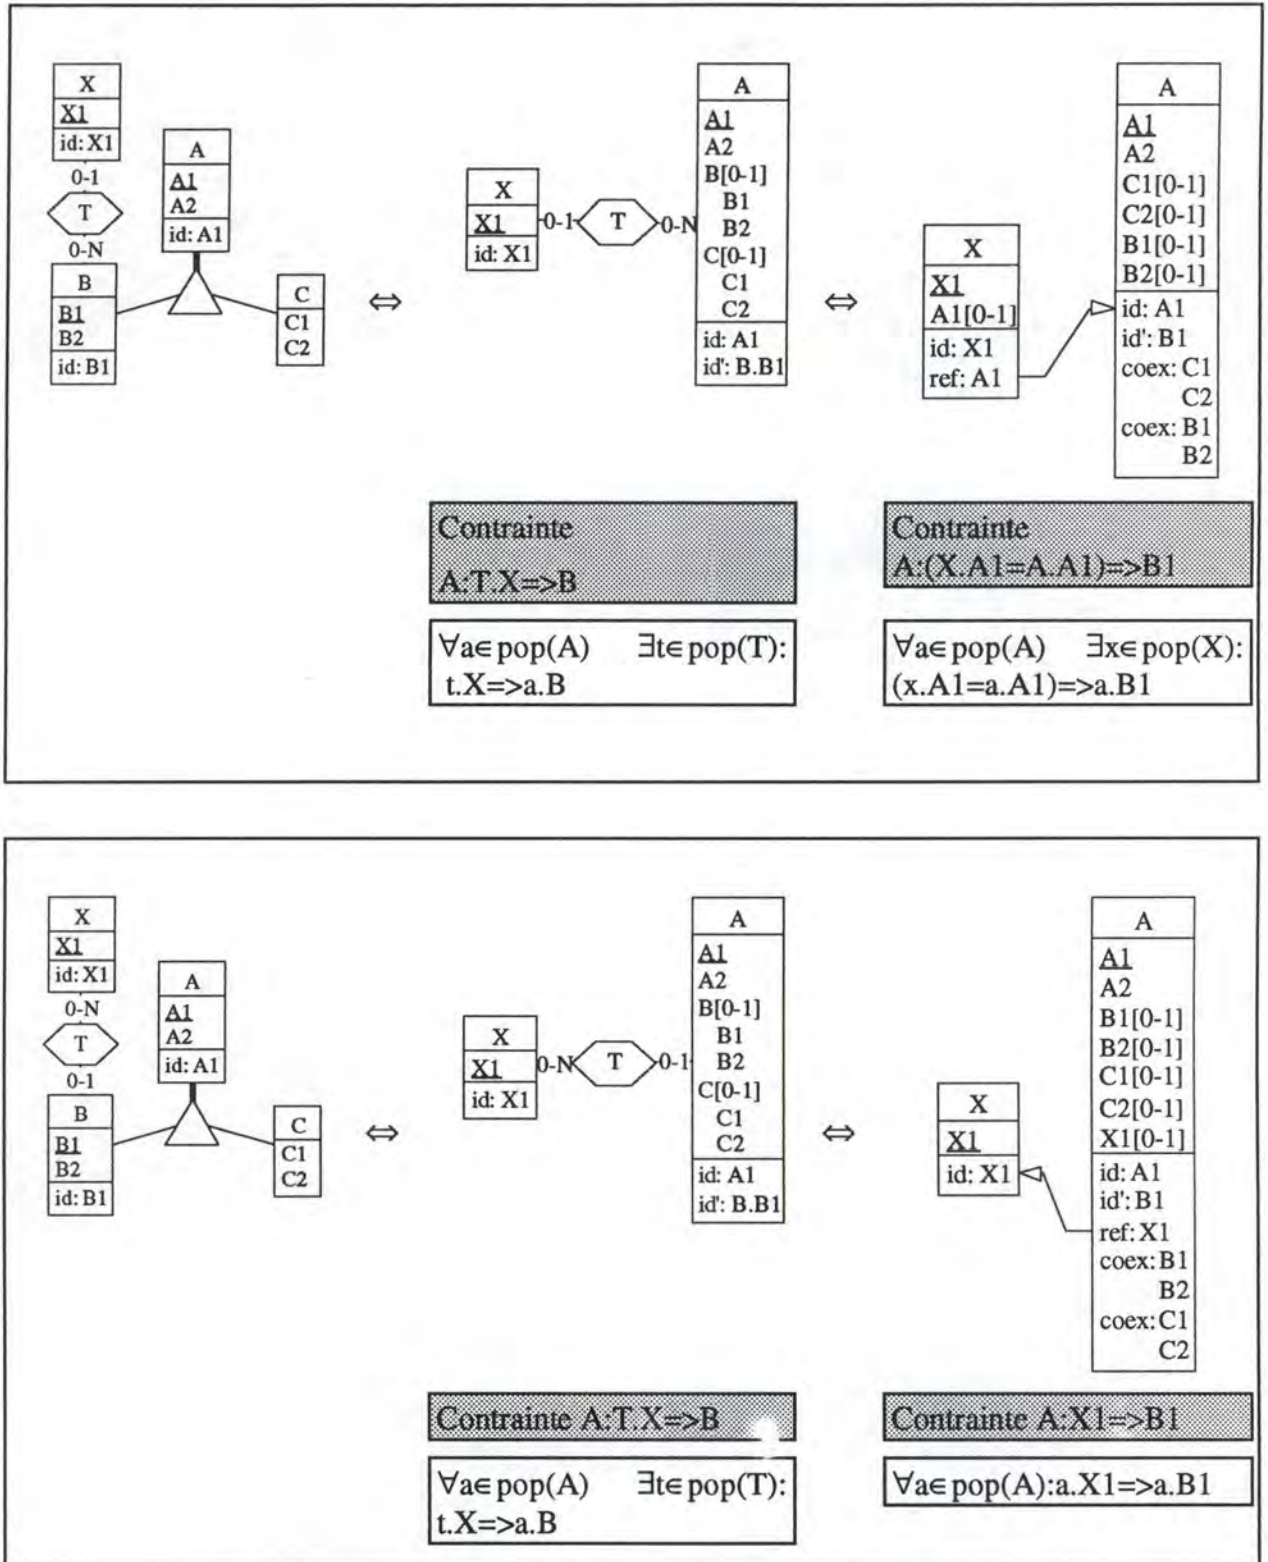 X
X1
id: X1
0-1
T
0-N
B
B1
B2
id: B1
A
A1
A2
id: A1
C
C1
C2
⇔
X
X1
id: X1
0-1
T
0-N
A
A1
A2
B[0-1]
B1
B2
C[0-1]
C1
C2
id: A1
id': B.B1
⇔
X
X1
A1[0-1]
id: X1
ref: A1
A
A1
A2
C1[0-1]
C2[0-1]
B1[0-1]
B2[0-1]
id: A1
id': B1
coex: C1
C2
coex: B1
B2
Contrainte
A:T.X=>B
∀a∈pop(A) ∃t∈pop(T):
t.X=>a.B
Contrainte
A:(X.A1=A.A1)=>B1
∀a∈pop(A) ∃x∈pop(X):
(x.A1=a.A1)=>a.B1
X
X1
id: X1
0-N
T
0-1
B
B1
B2
id: B1
A
A1
A2
id: A1
C
C1
C2
⇔
X
X1
id: X1
0-N
T
0-1
A
A1
A2
B[0-1]
B1
B2
C[0-1]
C1
C2
id: A1
id': B.B1
⇔
X
X1
id: X1
A
A1
A2
B1[0-1]
B2[0-1]
C1[0-1]
C2[0-1]
X1[0-1]
id: A1
id': B1
ref: X1
coex: B1
B2
coex: C1
C2
Contrainte A:T.X=>B
∀a∈pop(A) ∃t∈pop(T):
t.X=>a.B
Contrainte A:X1=>B1
∀a∈pop(A):a.X1=>a.B1